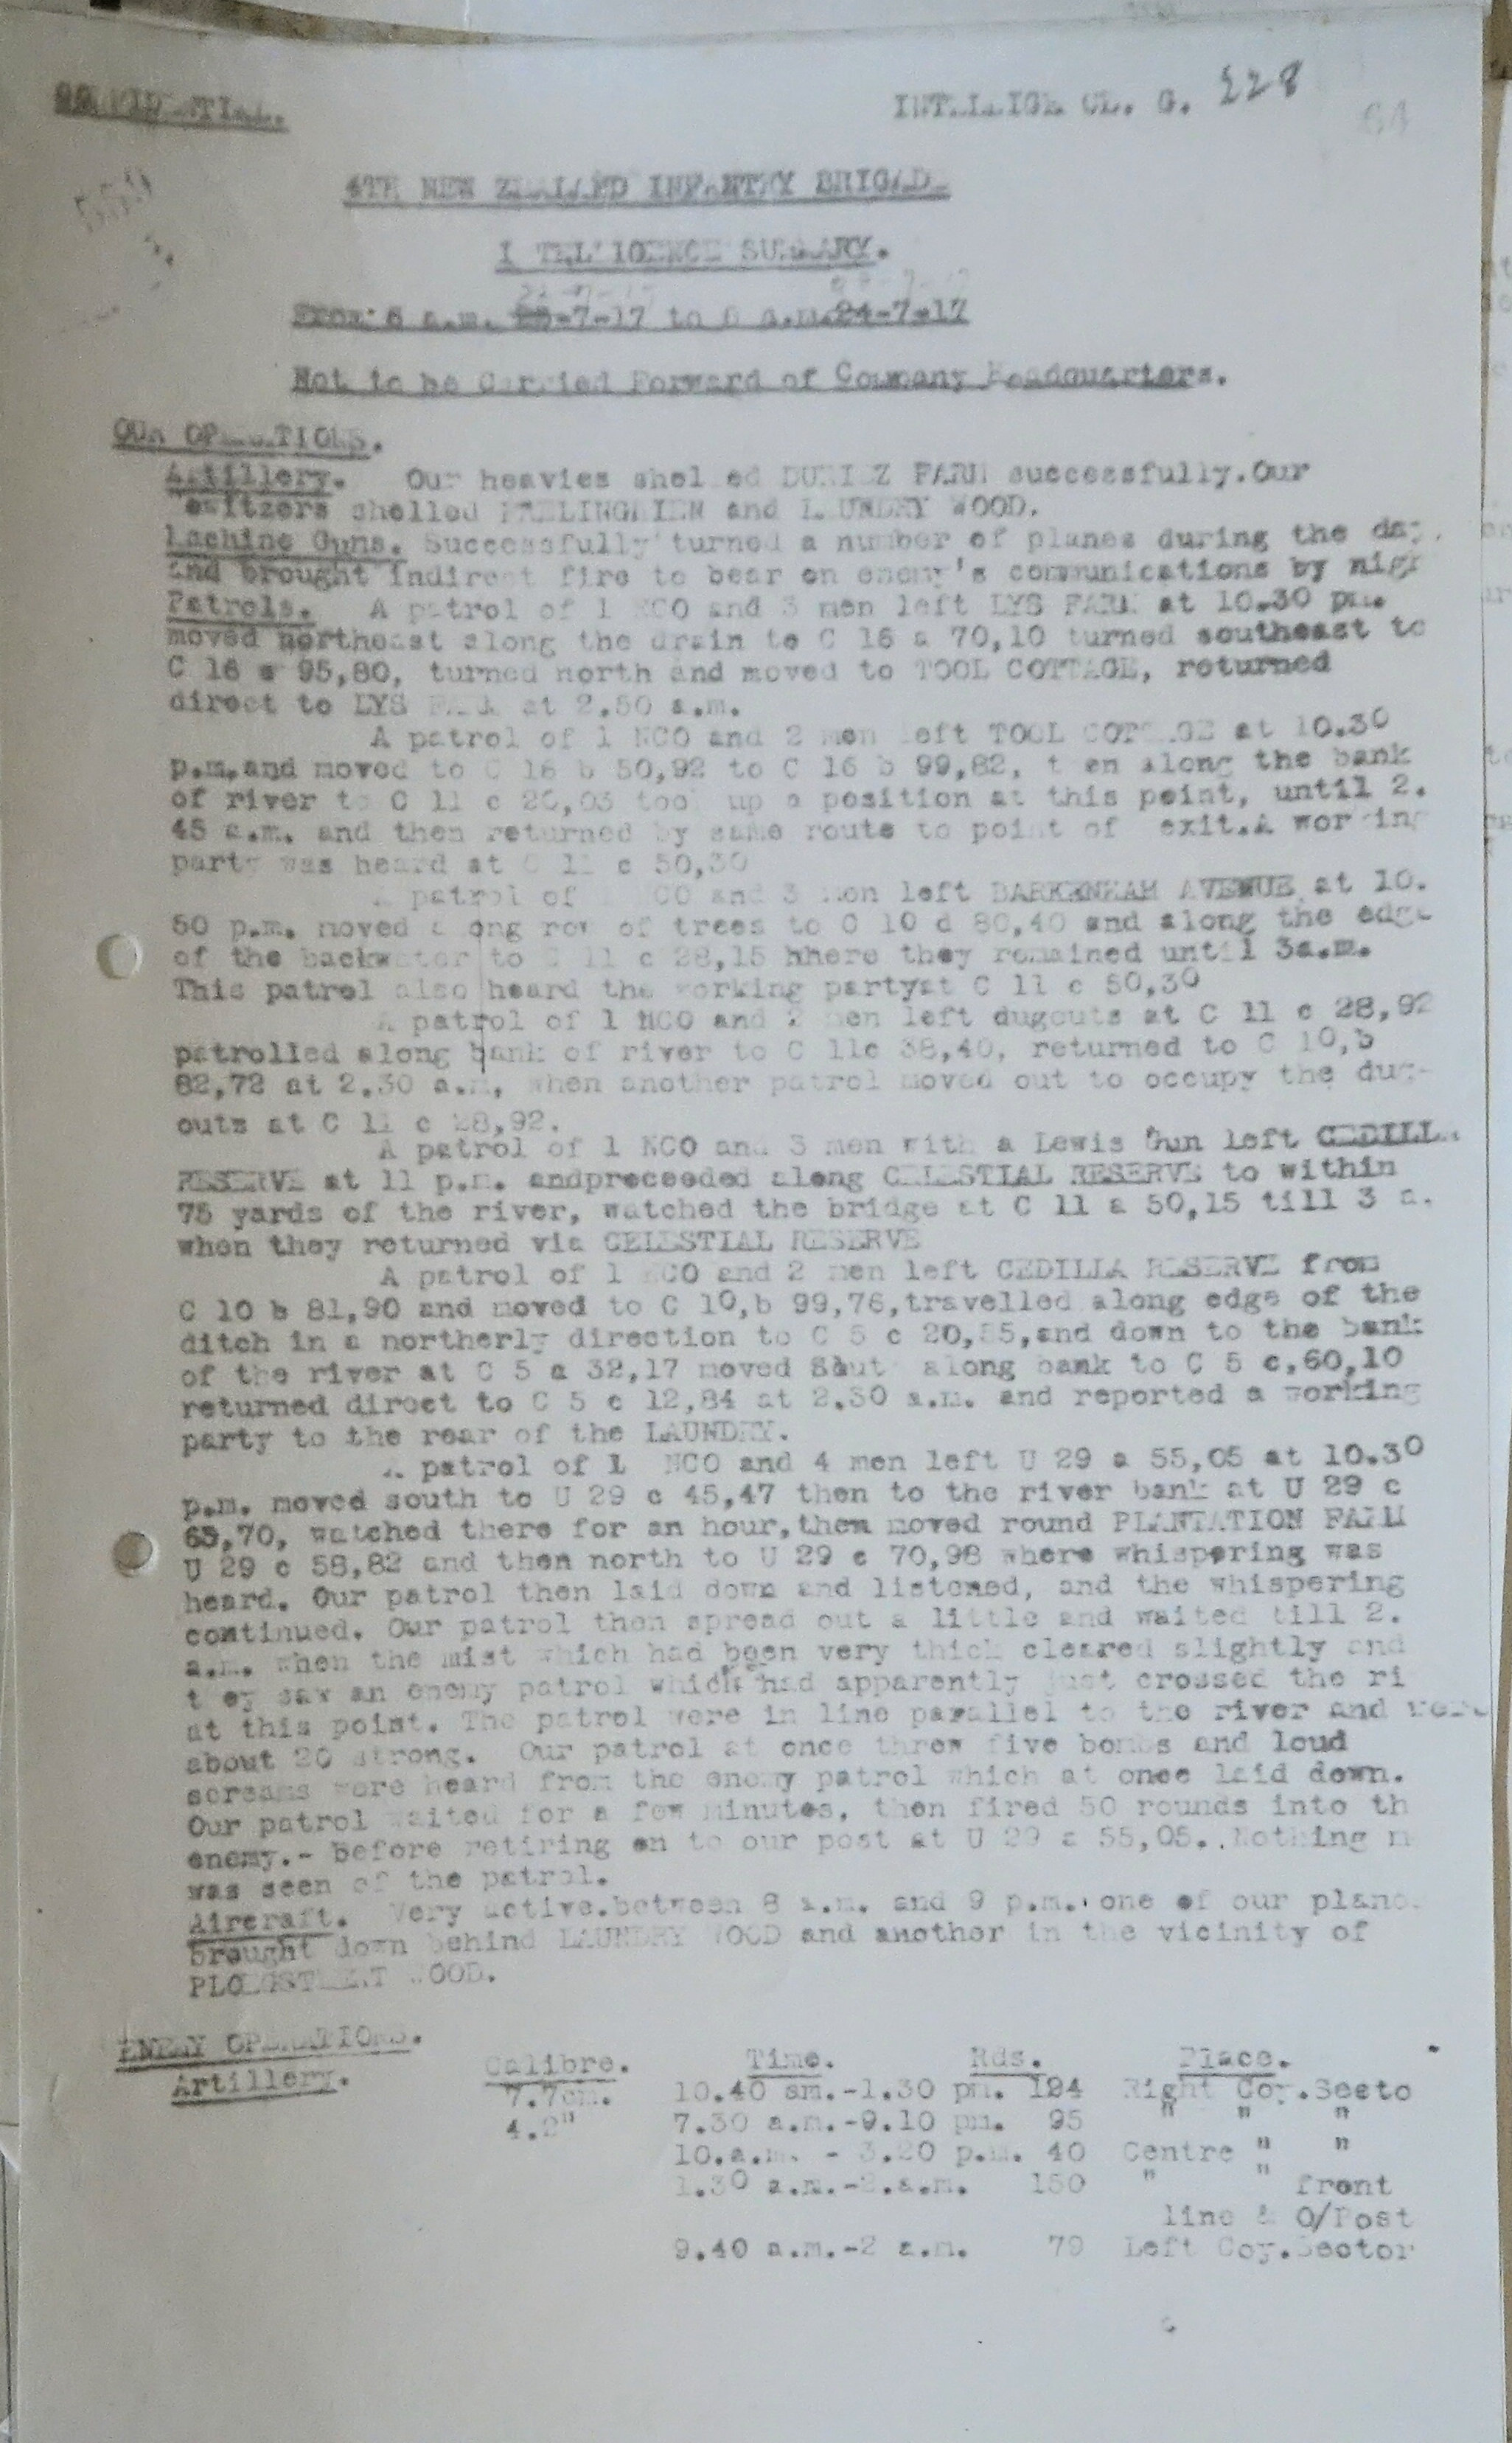 CONFIDENTIAL.
INTELLIGENCE. G. 228
64
4TH NEW ZEALAND INFANTRY BRIGADE
I TELLIGENCE SUMMARY.
From 6 a.m. 23-7-17 to 6 a.m.24-7-17
Not to be Carried Forward of Company Headquarters.
OUR OPERATIONS.
Artillery. Our heavies shelled FARM successfully.Our
owitzers shelled FRELINGHIEN and LAUNDRY WOOD.
Machine Guns. Successfully turned a number of planes during the day.
and brought indirect fire to bear on enemy's communications by nigh
Patrols. A patrol of 1 NCO and 3 men left LYS FARM at 10.30 pm.
moved northeast along the drain to C 16 a 70,10 turned southeast to
C 16 a 95,80, turned north and moved to TOOL COTTAGE, returned
direct to LYS FARM at 2.50 a.m.
A patrol of 1 NCO and 2 men left TOOL COTTAGE at 10.30
p.m.and moved to C 16 b 50,92 to C 16 b 99,82, t en along the bank
of river to C 11 c 20,03 took up a position at this point, until 2.
45 a.m. and then returned by same route to point of exit.A working
party was heard at C 11 c 50,30
A patrol of 1 NCO and 3 men left BARKENHAM AVENUE at 10.
50 p.m. moved along row of trees to C 10 d 80,40 and along the edge
of the backwater to C 11 c 28,15 hhere they remained until 3a.m.
This patrol also heard the working partyat C 11 c 50,30
A patrol of 1 NCO and 2 men left dugouts at C 11 c 28,92
patrolled along bank of river to C 11c 38,40, returned to C 10,b
82,72 at 2.30 a.m, when another patrol moved out to occupy the dug-
outs at C 11 c 28,92.
A patrol of 1 NCO and 3 men with a Lewis Gun left CEDILLA
RESERVE at 11 p.m. andpreceeded along CELESTIAL RESERVE to within
75 yards of the river, watched the bridge at C 11 a 50,15 till 3 a.
when they returned via CELESTIAL RESERVE
A patrol of 1 NCO and 2 men left CEDILLA RESERVE from
C 10 b 81,90 and moved to C 10,b 99,76,travelled along edge of the
ditch in a northerly direction to C 5 c 20,55,and down to the bank
of the river at C 5 a 32,17 moved Sout along bank to C 5 c,60,10
returned direct to C 5 c 12,84 at 2.30 a.m. and reported a working
party to the rear of the LAUNDRY.
A patrol of 1 NCO and 4 men left U 29 a 55,05 at 10.30
p.m. moved south to U 29 c 45,47 then to the river bank at U 29 c
65,70, watched there for an hour,then moved round PLANTATION FARM
U 29 c 58,82 and then north to U 29 c 70,98 where whispering was
heard. Our patrol then laid down and listened, and the whispering
continued. Our patrol then spread out a little and waited till 2.
a.m. when the mist which had been very thick cleared slightly and
t ey saw an enemy patrol which had apparently just crossed the ri
at this point. The patrol were in line parallel to the river and were
about 20 strong. Our patrol at once threw five bombs and loud
screams were heard from the enemy patrol which at once laid down.
Our patrol waited for a few minutes, then fired 50 rounds into th
enemy.- before retiring on to our post at U 29 a 55,05..Nothing m
was seen of the patrol.
Aircraft. Very active.between 8 a.m. and 9 p.m. one of our plane
brought down behind LAUNDRY WOOD and another in the vicinity of
PLOEGSTEERT WOOD.
ENEMY OPERATIONS.
Artillery. Calibre. Time. Rds. Place.
7.7cm. 10.40 am.-1.30 pm. 124 Right Coy.Secto
4.2" 7.30 a.m.-9.10 pm. 95 " " "
10.a.m. - 3.20 p.m. 40 Centre " "
1.30 a.m.-2.a.m. 150 " " front
line & O/Post
9.40 a.m.-2 a.m. 79 Left Coy.Sector